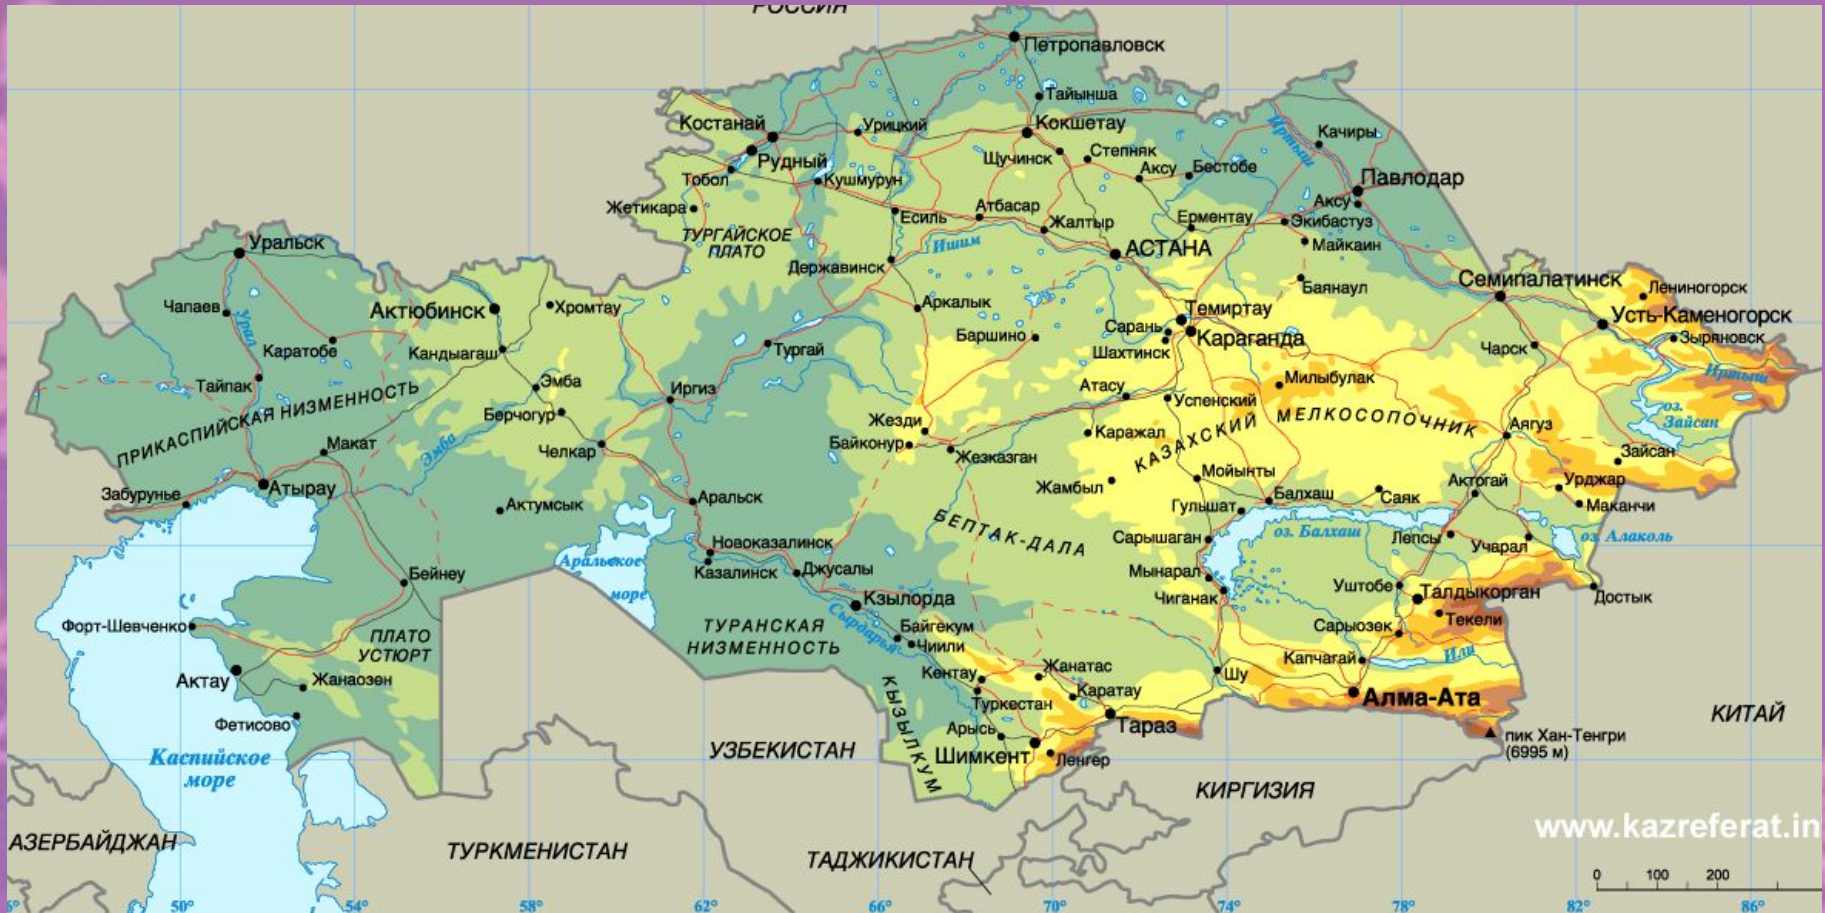 РОССИЯ
Петропавловск
Тайынша
Костанай
Урицкий
Кокшетау
Качиры
Иртыш
Рудный
Щучинск
Степняк
Аксу
Бестобе
Павлодар
Тобол
Кушмурун
Аксу
Жетикара
Есиль
Атбасар
Жалтыр
Ерментау
Экибастуз
ТУРГАЙСКОЕ
ПЛАТО
Ишим
АСТАНА
Майкаин
Уральск
Державинск
Семипалатинск
Баянаул
Лениногорск
Чапаев
Урал
Актюбинск
Хромтау
Аркалык
Темиртау
Усть-Каменогорск
Каратобе
Кандыагаш
Тургай
Баршино
Сарань
Караганда
Шахтинск
Чарск
Зыряновск
Тайпак
Эмба
Иргиз
Атасу
Милыбулак
Иртыш
ПРИКАСПИЙСКАЯ НИЗМЕННОСТЬ
Берчогур
Успенский
оз.
Зайсан
Макат
Эмба
Челкар
Жезди
Байконур
Каражал
КАЗАХСКИЙ МЕЛКОСОПОЧНИК
Аягуз
Жезказган
Зайсан
Забурунье
Атырау
Актумсык
Аральск
Жамбыл
Мойынты
Балхаш
Саяк
Актогай
Урджар
Гульшат
Маканчи
БЕПТАК-ДАЛА
Сарышаган
оз. Балхаш
Лепсы
Учарал
оз. Алаколь
Аральское
море
Новоказалинск
Казалинск
Джусалы
Бейнеу
Мынарал
Чиганак
Уштобе
Талдыкорган
Достык
Кзылорда
Сырдарья
Форт-Шевченко
ПЛАТО
УСТЮРТ
ТУРАНСКАЯ
НИЗМЕННОСТЬ
Байгекум
Чиили
Сарыозек
Текели
Капчагай
Или
Актау
Жанаозен
Кентау
Жанатас
Шу
КЫЗЫЛКУМ
Туркестан
Каратау
Алма-Ата
Фетисово
Арысь
Тараз
КИТАЙ
Каспийское
море
УЗБЕКИСТАН
Шимкент
Ленгер
пик Хан-Тенгри
(6995 м)
КИРГИЗИЯ
www.kazreferat.in
АЗЕРБАЙДЖАН
ТУРКМЕНИСТАН
ТАДЖИКИСТАН
0 100 200
50° 54° 58° 62° 66° 70° 74° 78° 82° 86°